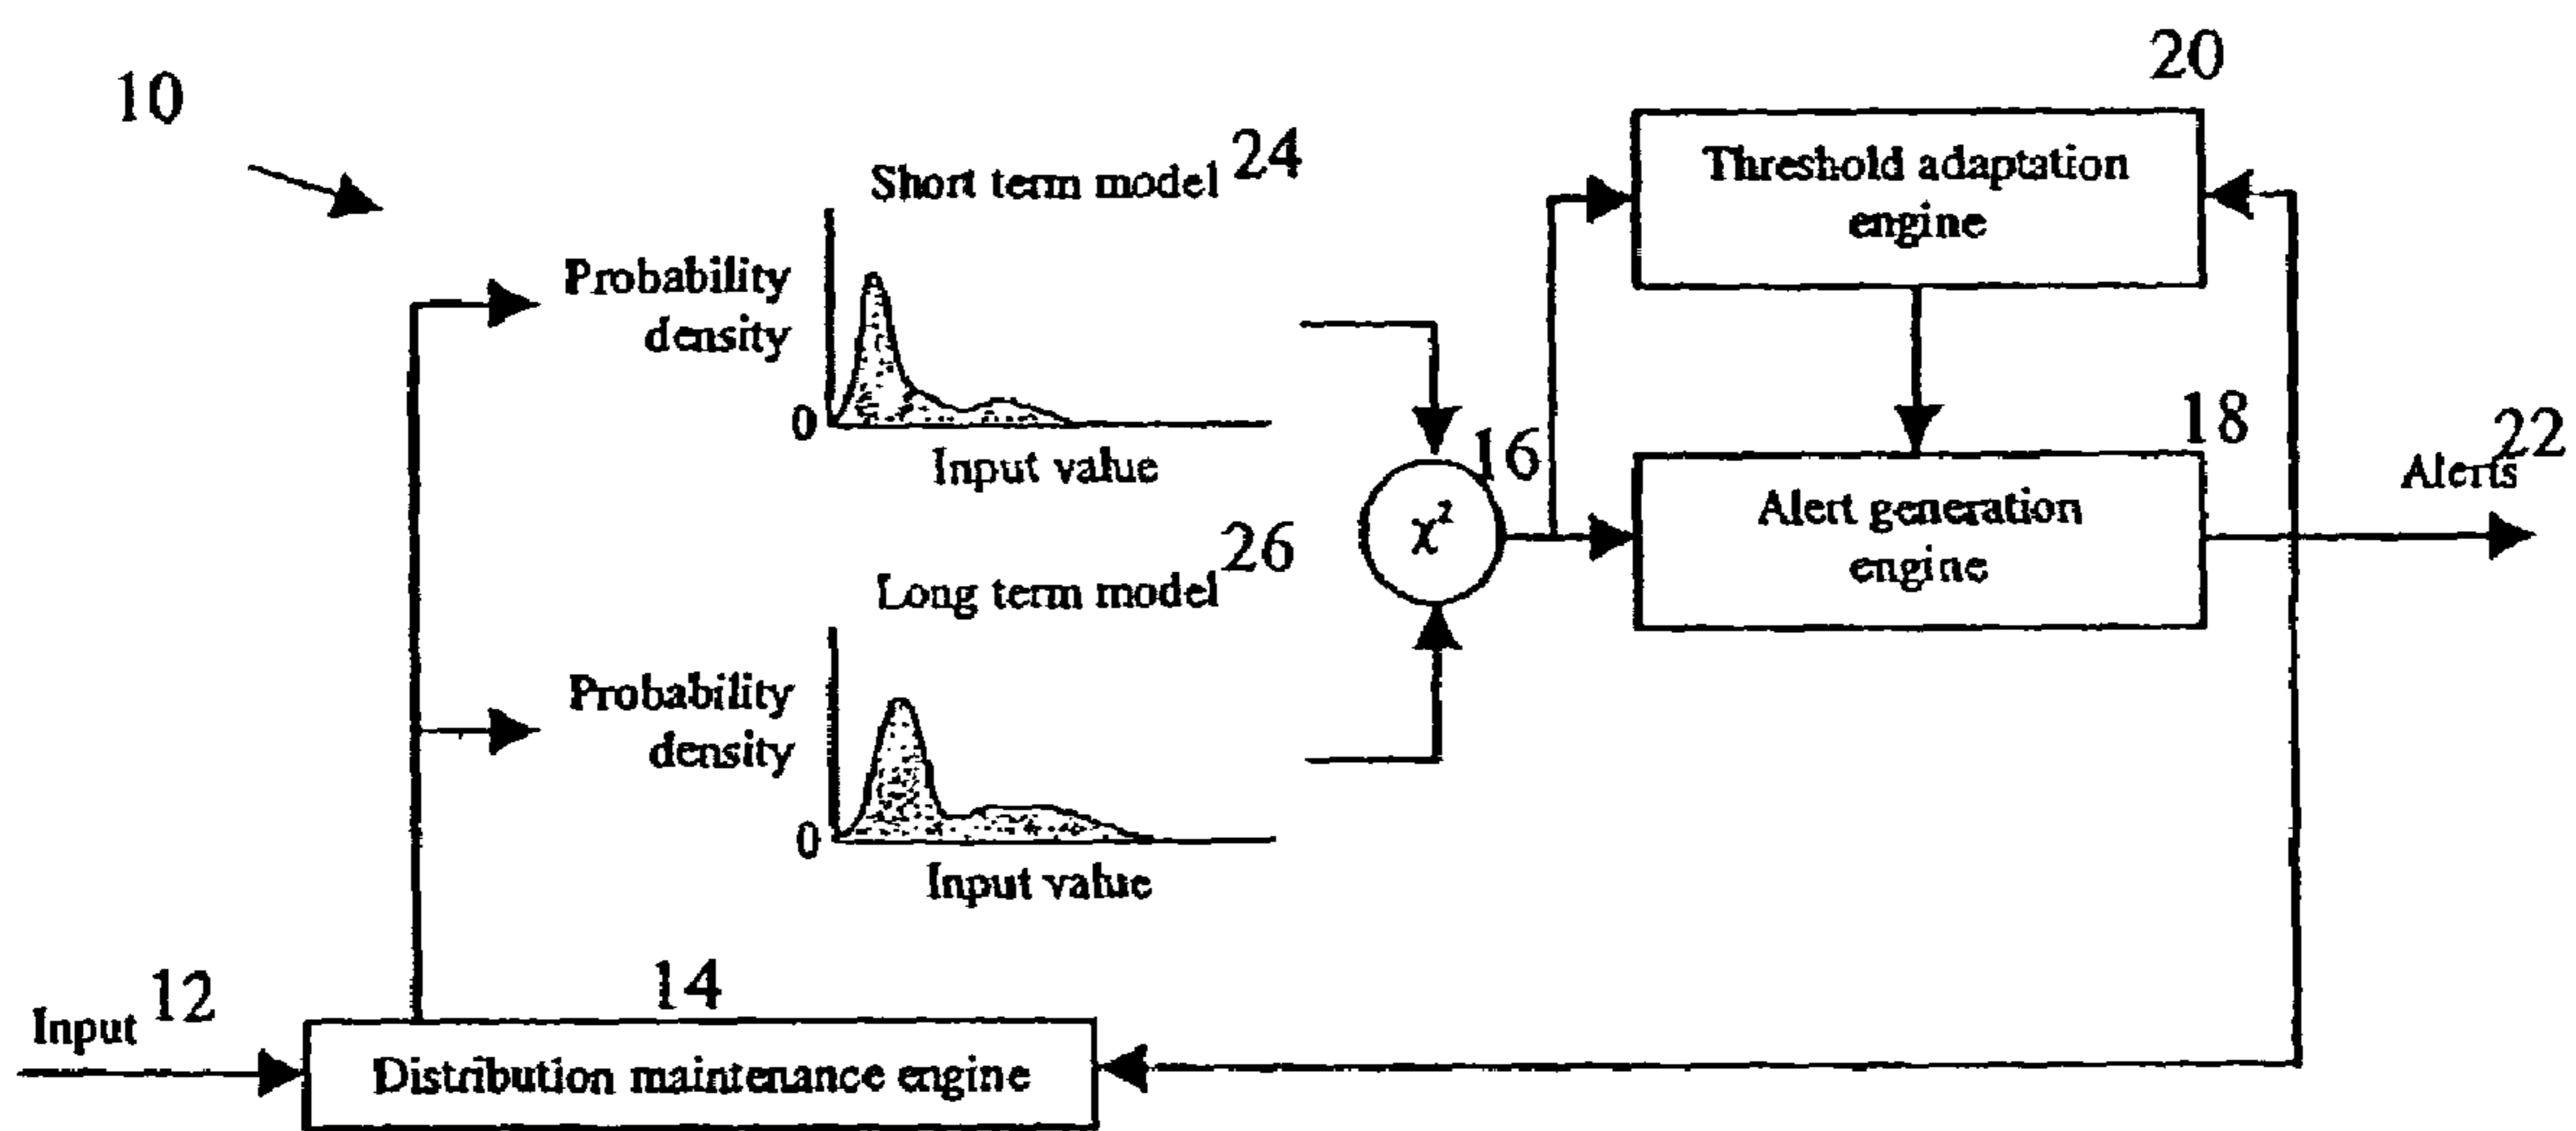 10
20
Threshold adaptation
engine
Short term model 24
Probability
density
0
Input value
16
χ²
18
Alert generation
engine
Alerts 22
Long term model 26
Probability
density
0
Input value
Input 12
14
Distribution maintenance engine